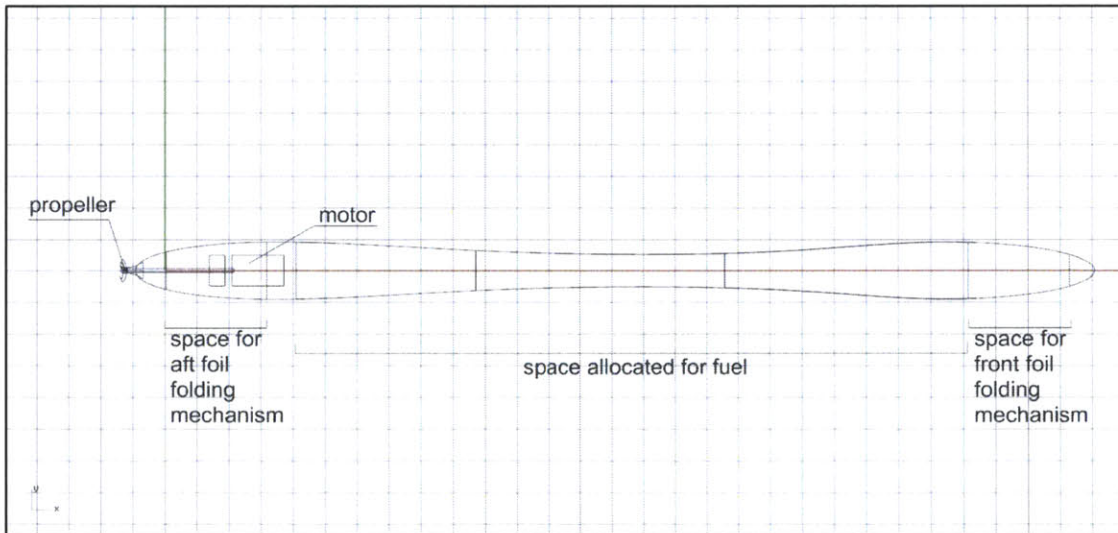 propeller
motor
space for
aft foil
folding
mechanism
space allocated for fuel
space for
front foil
folding
mechanism
y
x